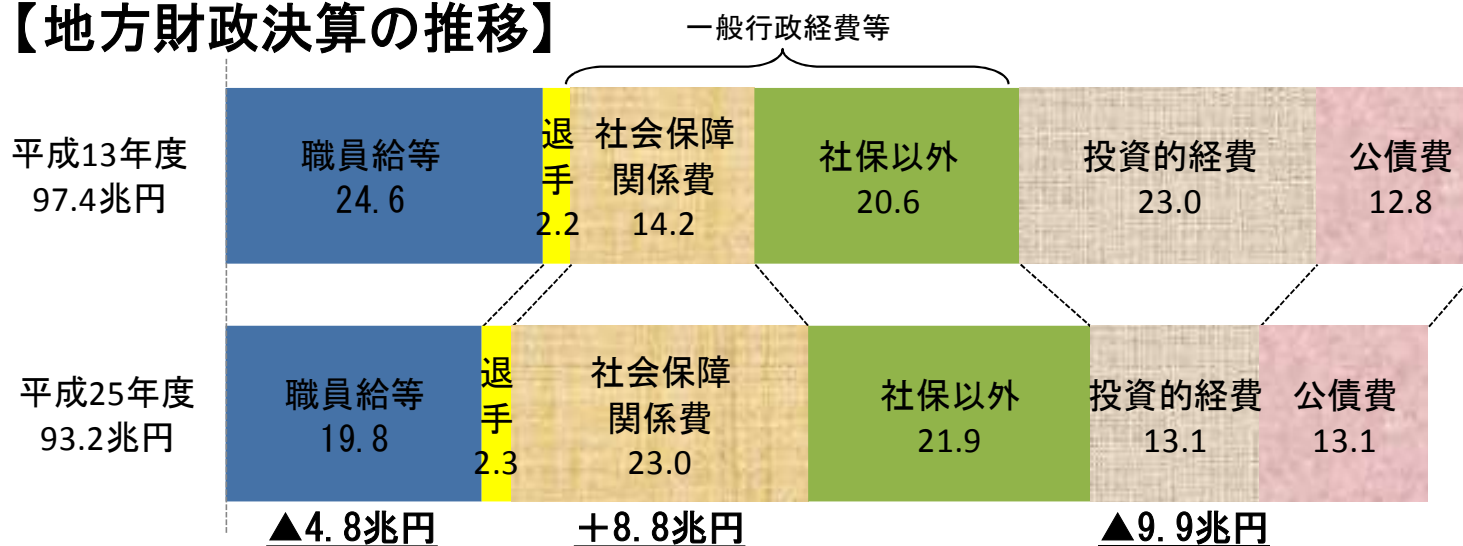 【地方財政決算の推移】
一般行政経費等
平成13年度
97.4兆円
職員給等
24.6
退
手
2.2
社会保障
関係費
14.2
社保以外
20.6
投資的経費
23.0
公債費
12.8
平成25年度
93.2兆円
職員給等
19.8
退
手
2.3
社会保障
関係費
23.0
社保以外
21.9
投資的経費
13.1
公債費
13.1
▲4.8兆円
＋8.8兆円
▲9.9兆円